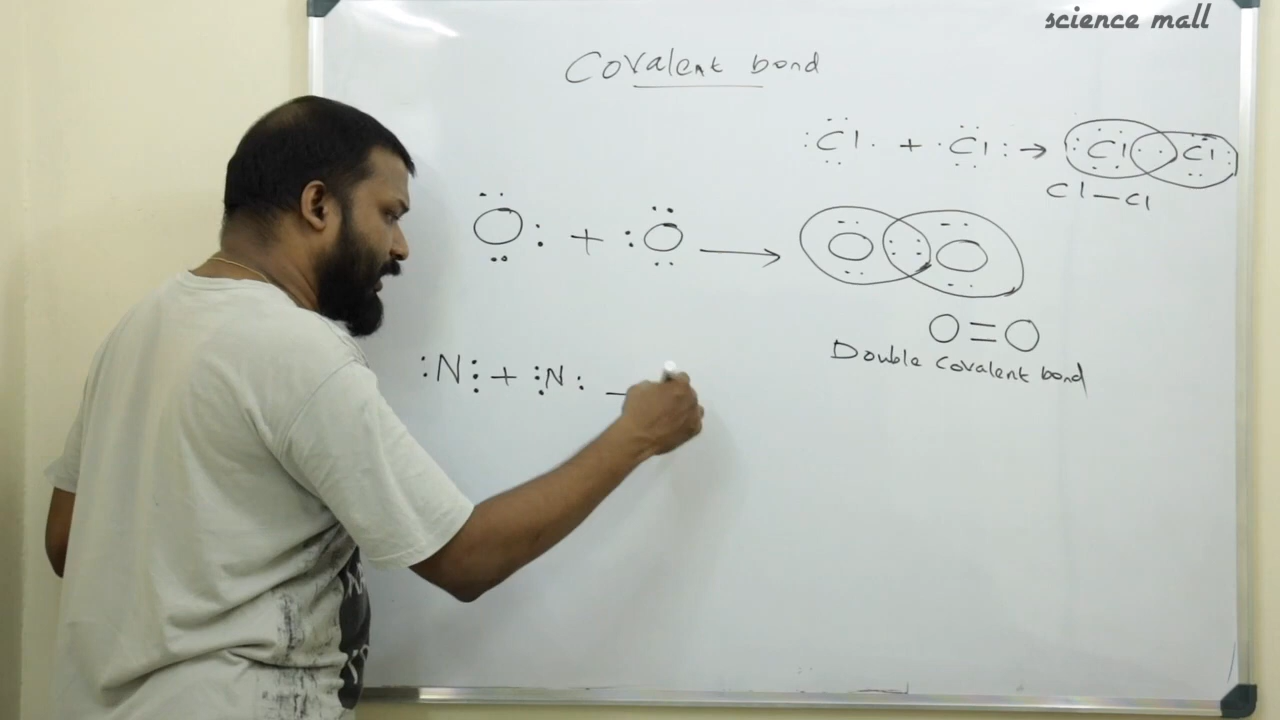 science mall
Covalent bond
:Cl· + ·Cl: → Cl Cl
Cl—Cl
O: + :O → O O
O=O
Double covalent bond
:N⋮ + ⋮N: —